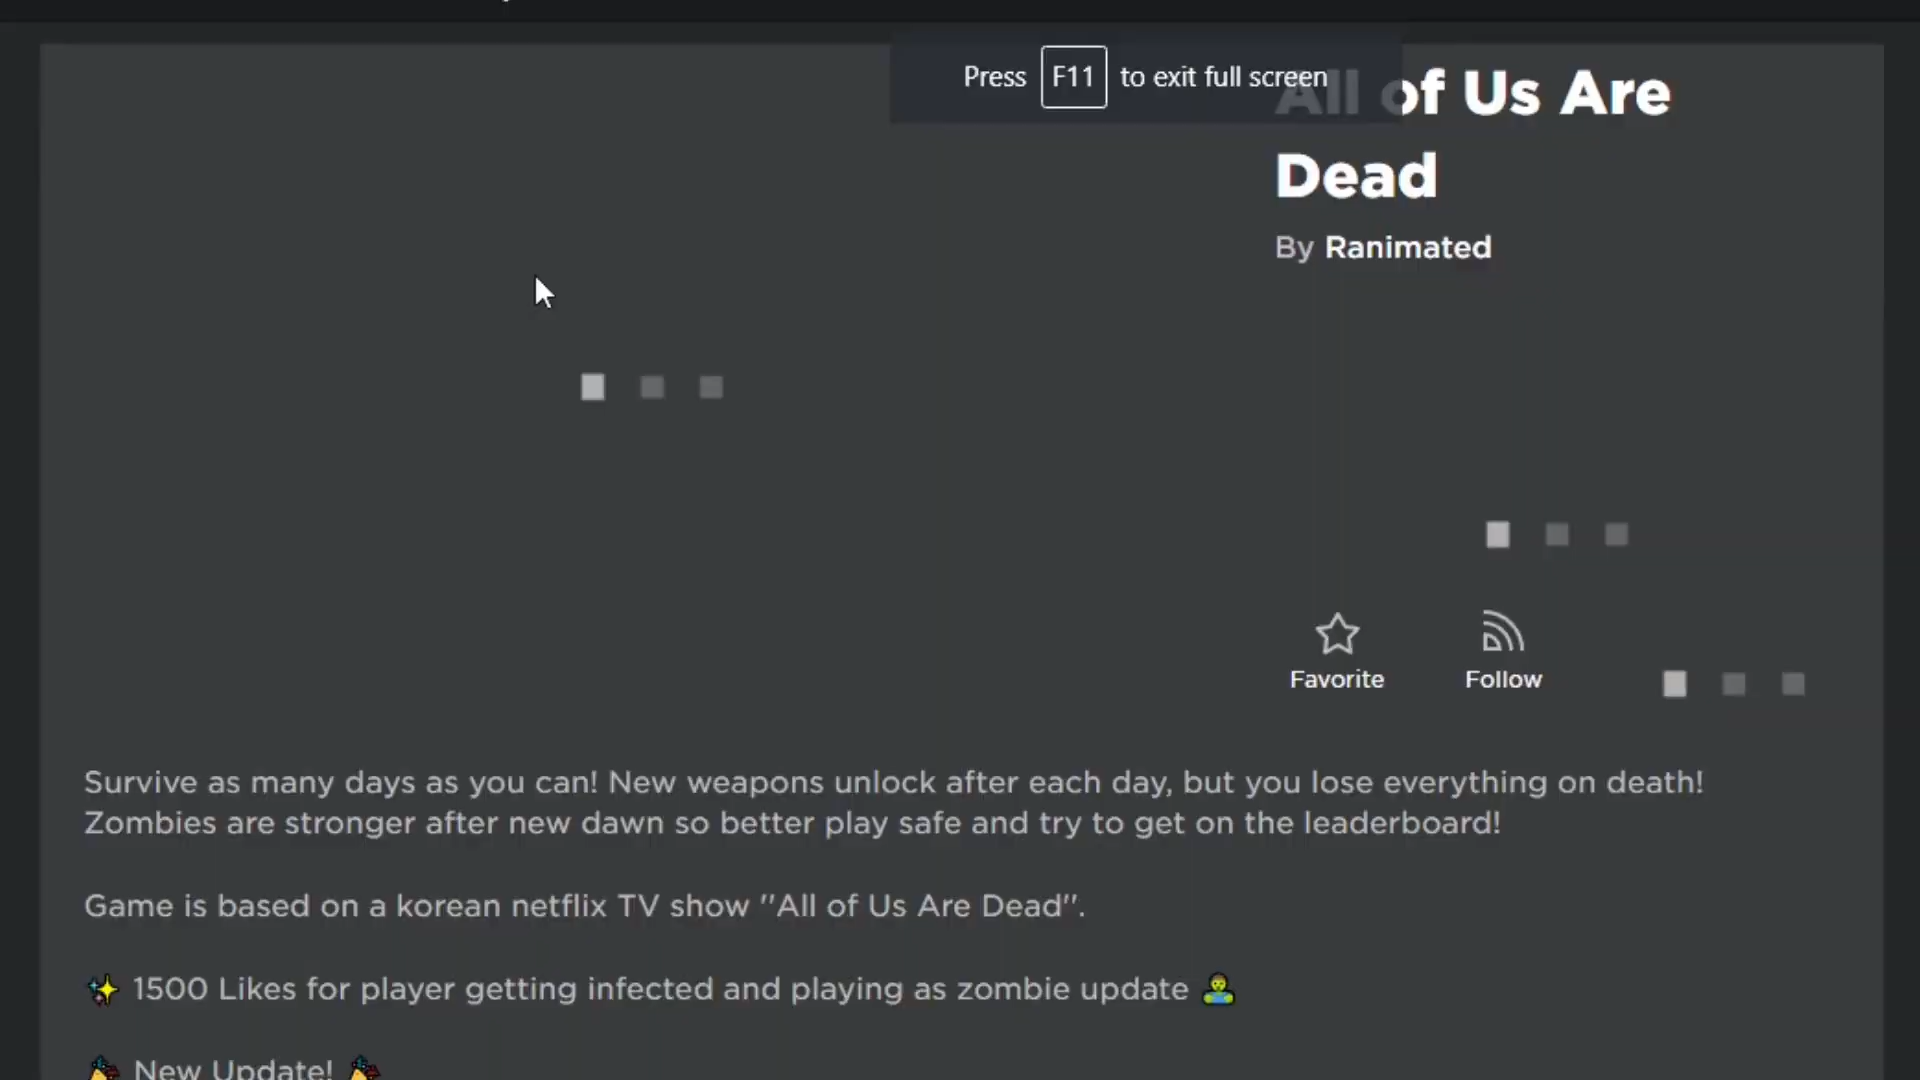 Press F11 to exit full screen
All of Us Are
Dead
By Ranimated
Favorite
Follow
Survive as many days as you can! New weapons unlock after each day, but you lose everything on death!
Zombies are stronger after new dawn so better play safe and try to get on the leaderboard!
Game is based on a korean netflix TV show "All of Us Are Dead".
✨ 1500 Likes for player getting infected and playing as zombie update 🧟
🎉 New Update! 🎉